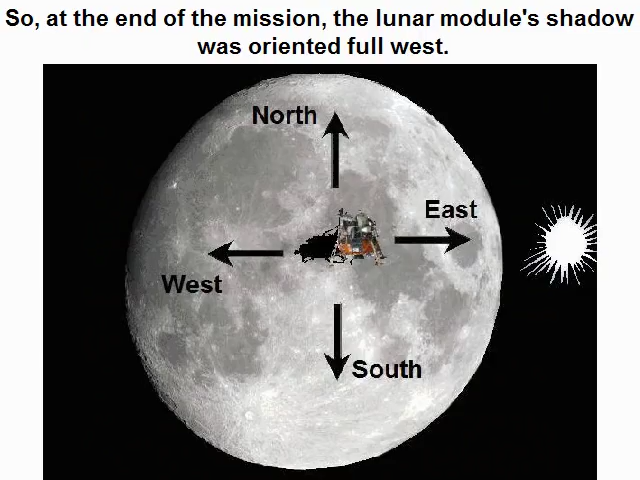 So, at the end of the mission, the lunar module's shadow
was oriented full west.
North
East
West
South